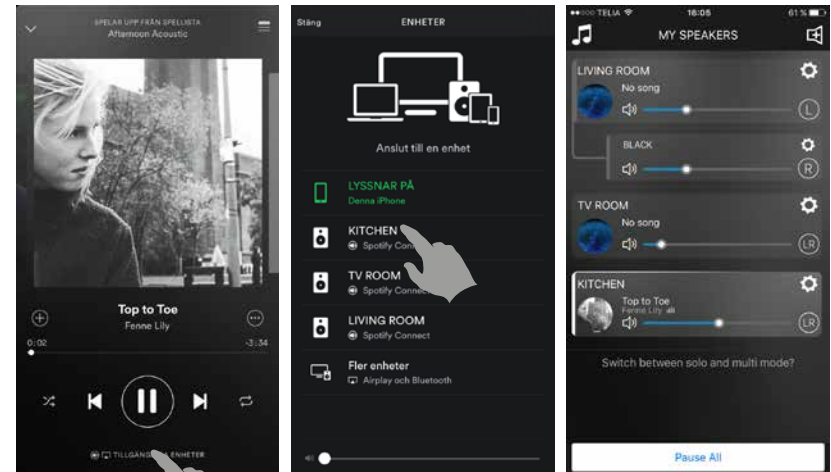 SPELAR UPP FRÅN SPELLISTA
Afternoon Acoustic
Top to Toe
Fenne Lily
0:02
-3:34
ENHETER
Stäng
ENHETER
Anslut till en enhet
LYSSNAR PÅ
Denna iPhone
KITCHEN
Spotify
TV ROOM
Spotify Connect
LIVING ROOM
Spotify Connect
Fler enheter
Airplay och Bluetooth
TELIA
16:05
61 %
MY SPEAKERS
LIVING ROOM
No song
L
BLACK
R
TV ROOM
No song
LR
KITCHEN
Top to Toe
Fenne Lily
LR
Switch between solo and multi mode?
Pause All